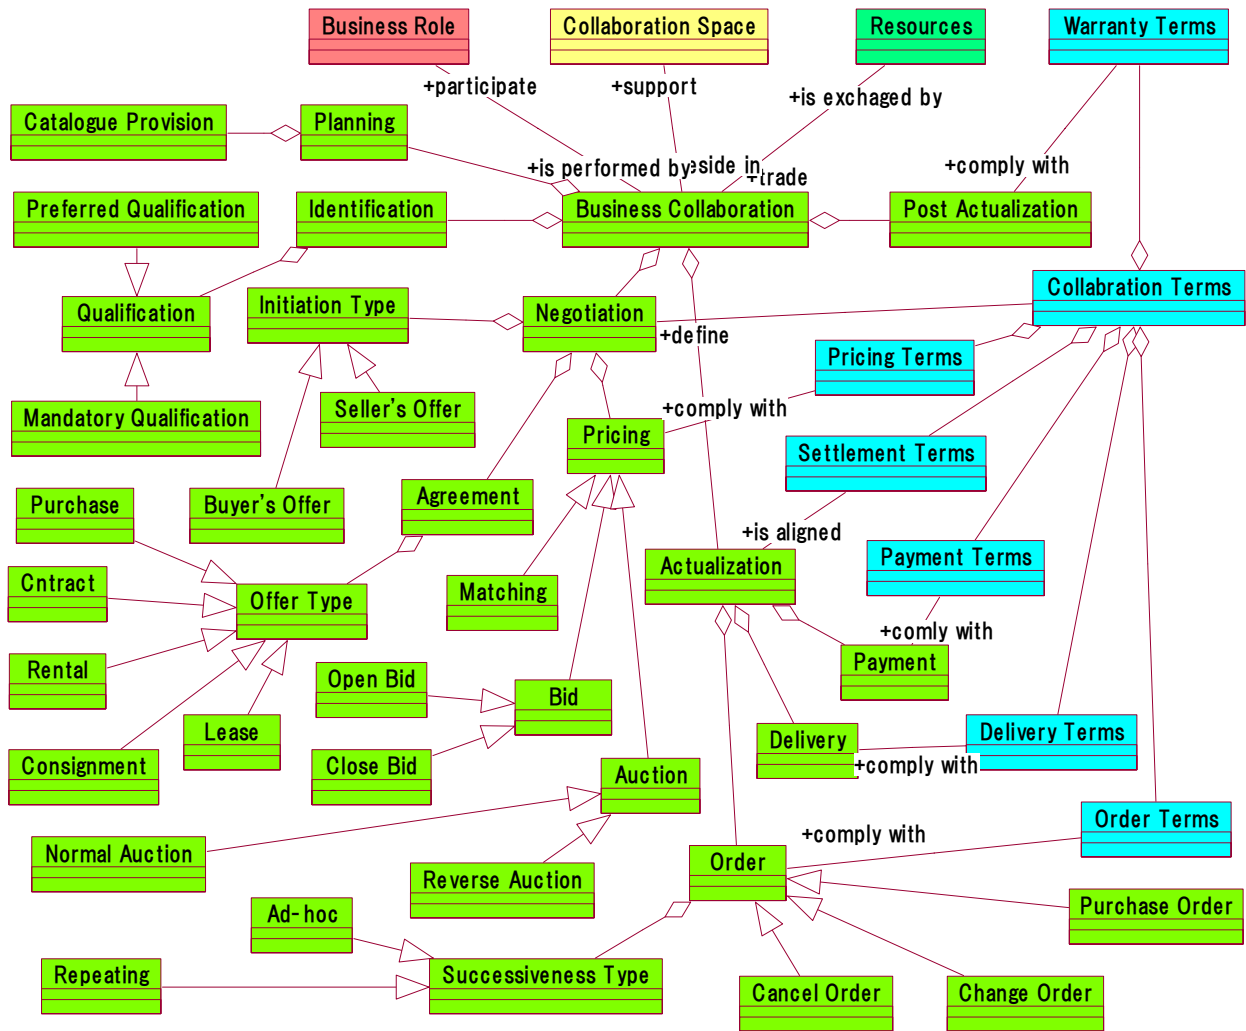 Business Role
Collaboration Space
Resources
Warranty Terms
+participate
+support
+is exchaged by
Catalogue Provision
Planning
+is performed by
eside in
+trade
+comply with
Preferred Qualification
Identification
Business Collaboration
Post Actualization
Qualification
Initiation Type
Negotiation
Collabration Terms
+define
Pricing Terms
Mandatory Qualification
Seller's Offer
+comply with
Pricing
Settlement Terms
Purchase
Buyer's Offer
Agreement
+is aligned
Cntract
Offer Type
Matching
Actualization
Payment Terms
+comly with
Rental
Open Bid
Bid
Payment
Lease
Delivery
Delivery Terms
Consignment
Close Bid
Auction
+comply with
Order Terms
+comply with
Normal Auction
Reverse Auction
Order
Purchase Order
Ad-hoc
Repeating
Successiveness Type
Cancel Order
Change Order